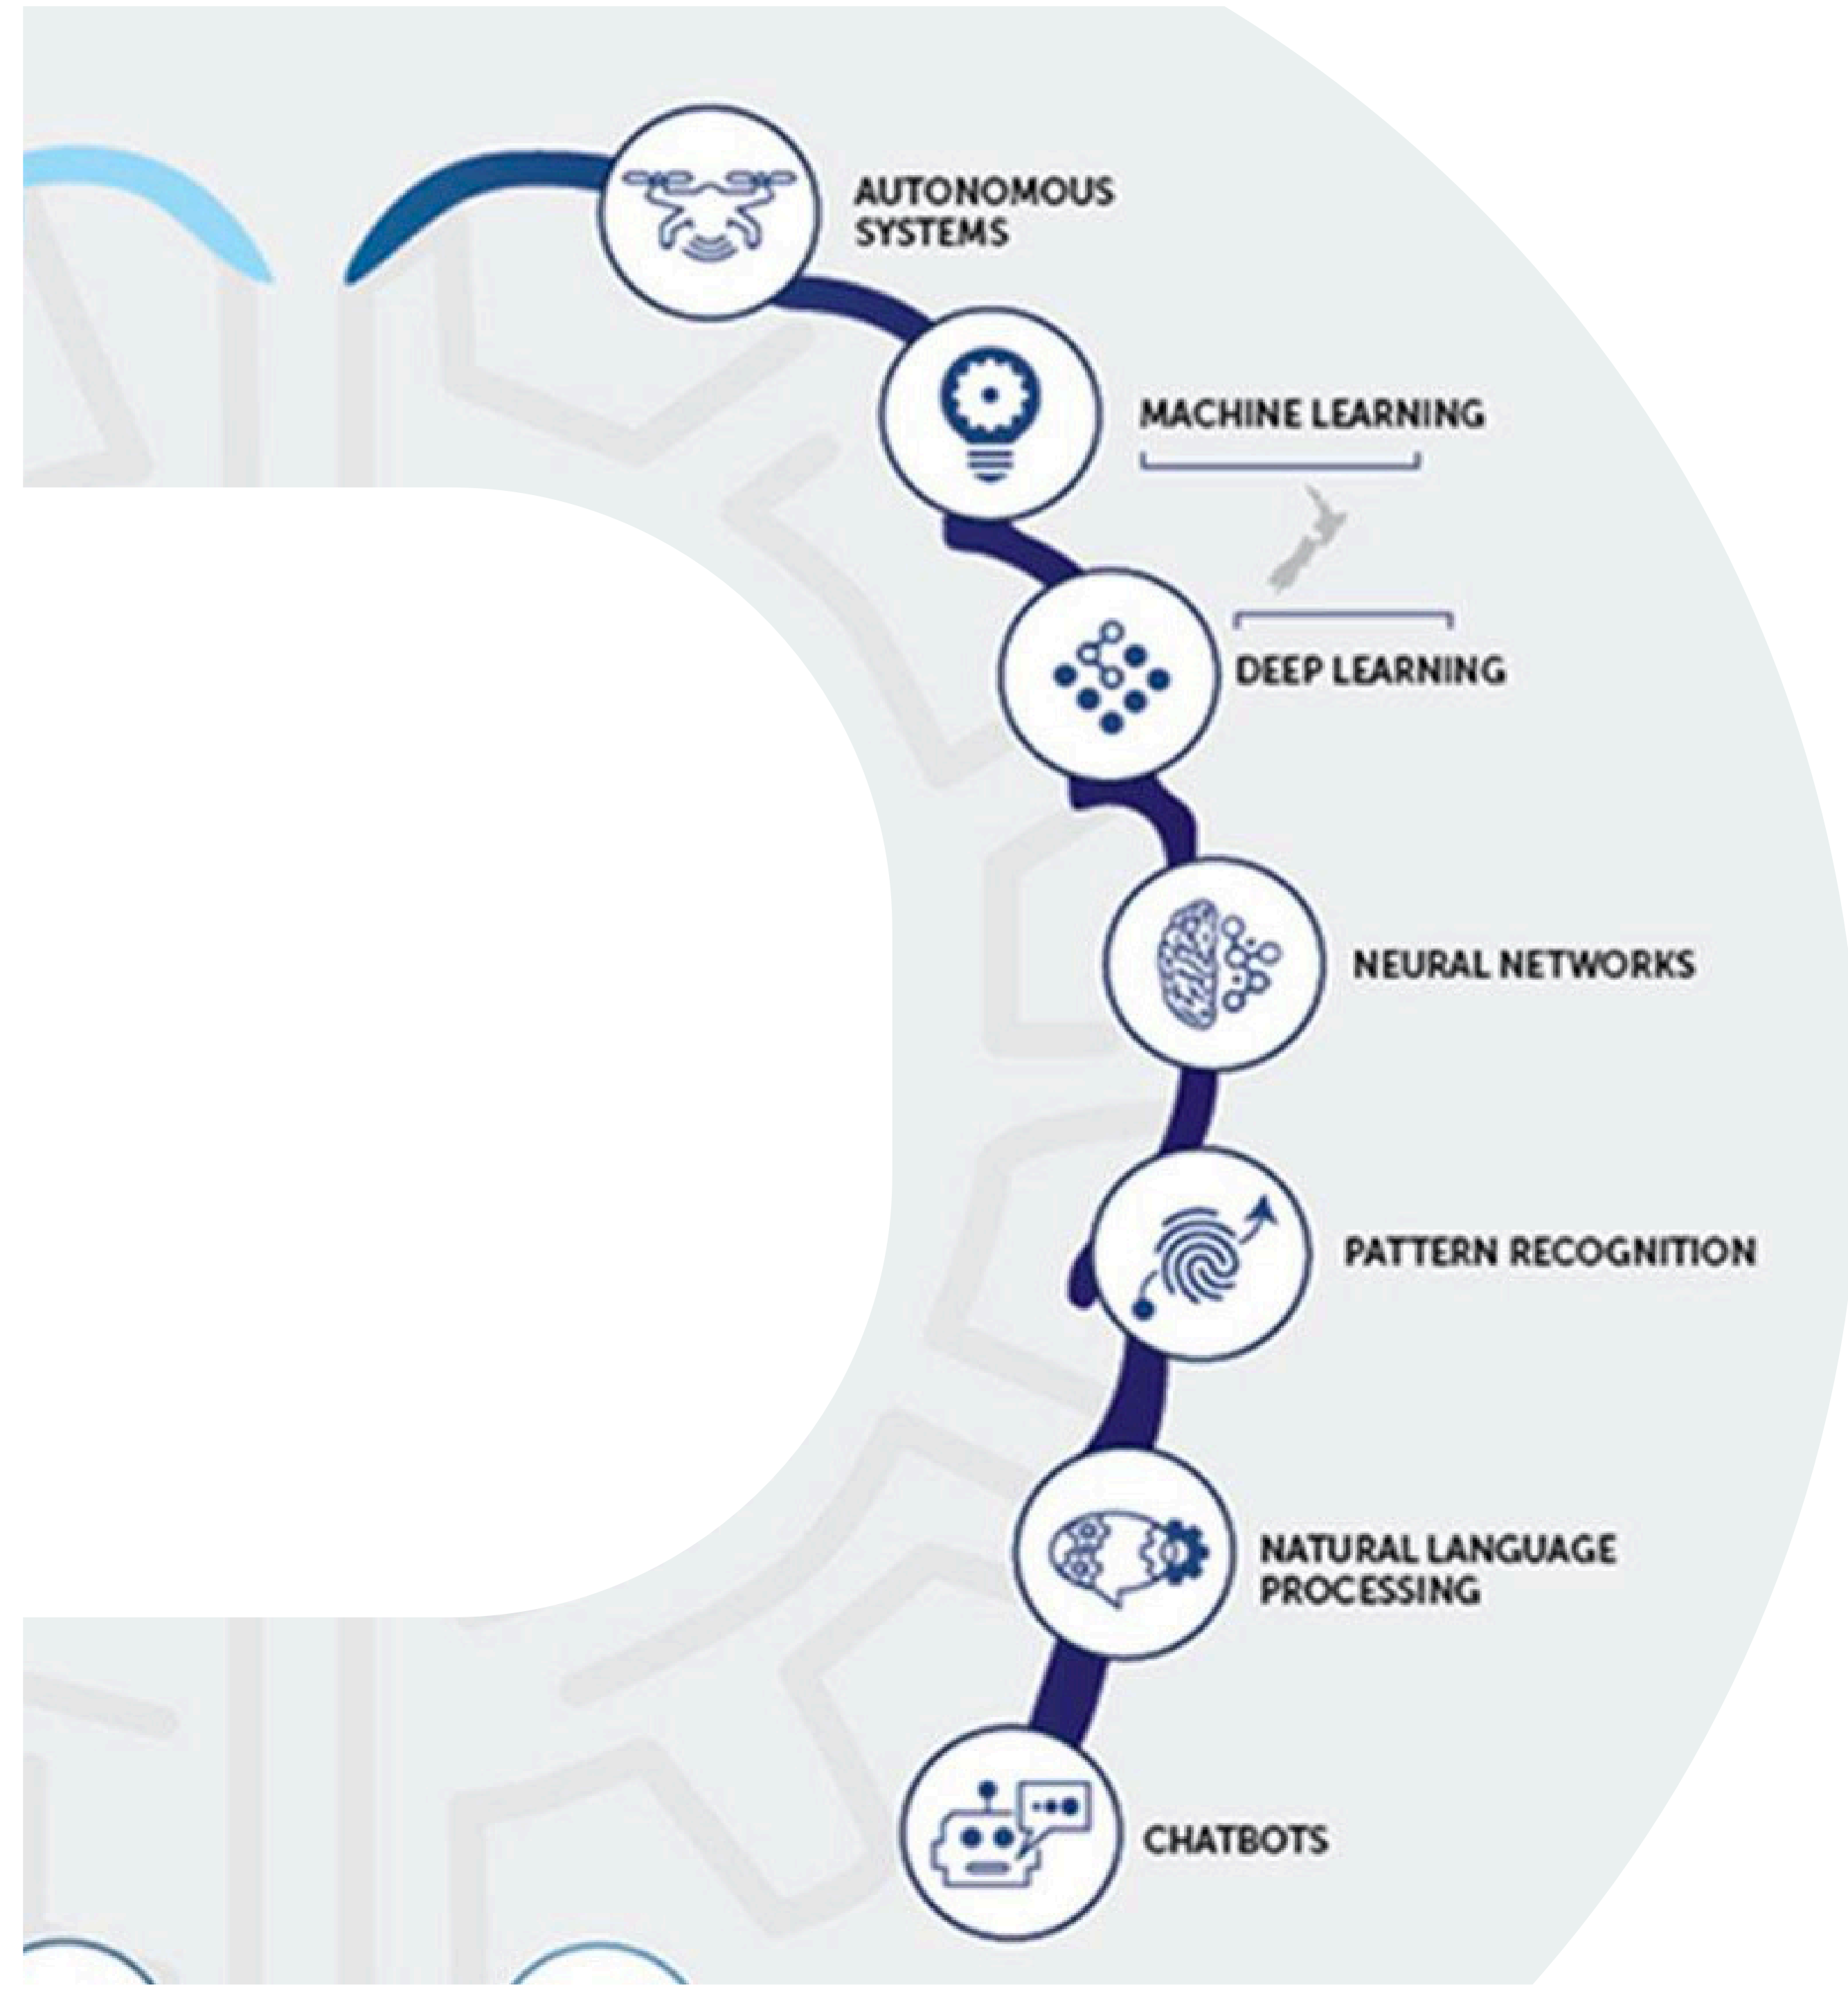 AUTONOMOUS
SYSTEMS
MACHINE LEARNING
DEEP LEARNING
NEURAL NETWORKS
PATTERN RECOGNITION
NATURAL LANGUAGE
PROCESSING
CHATBOTS